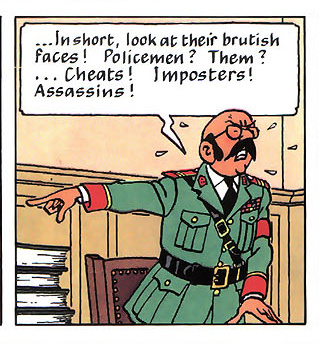 ...In short, look at their brutish
faces! Policemen? Them?
... Cheats! Imposters!
Assassins!